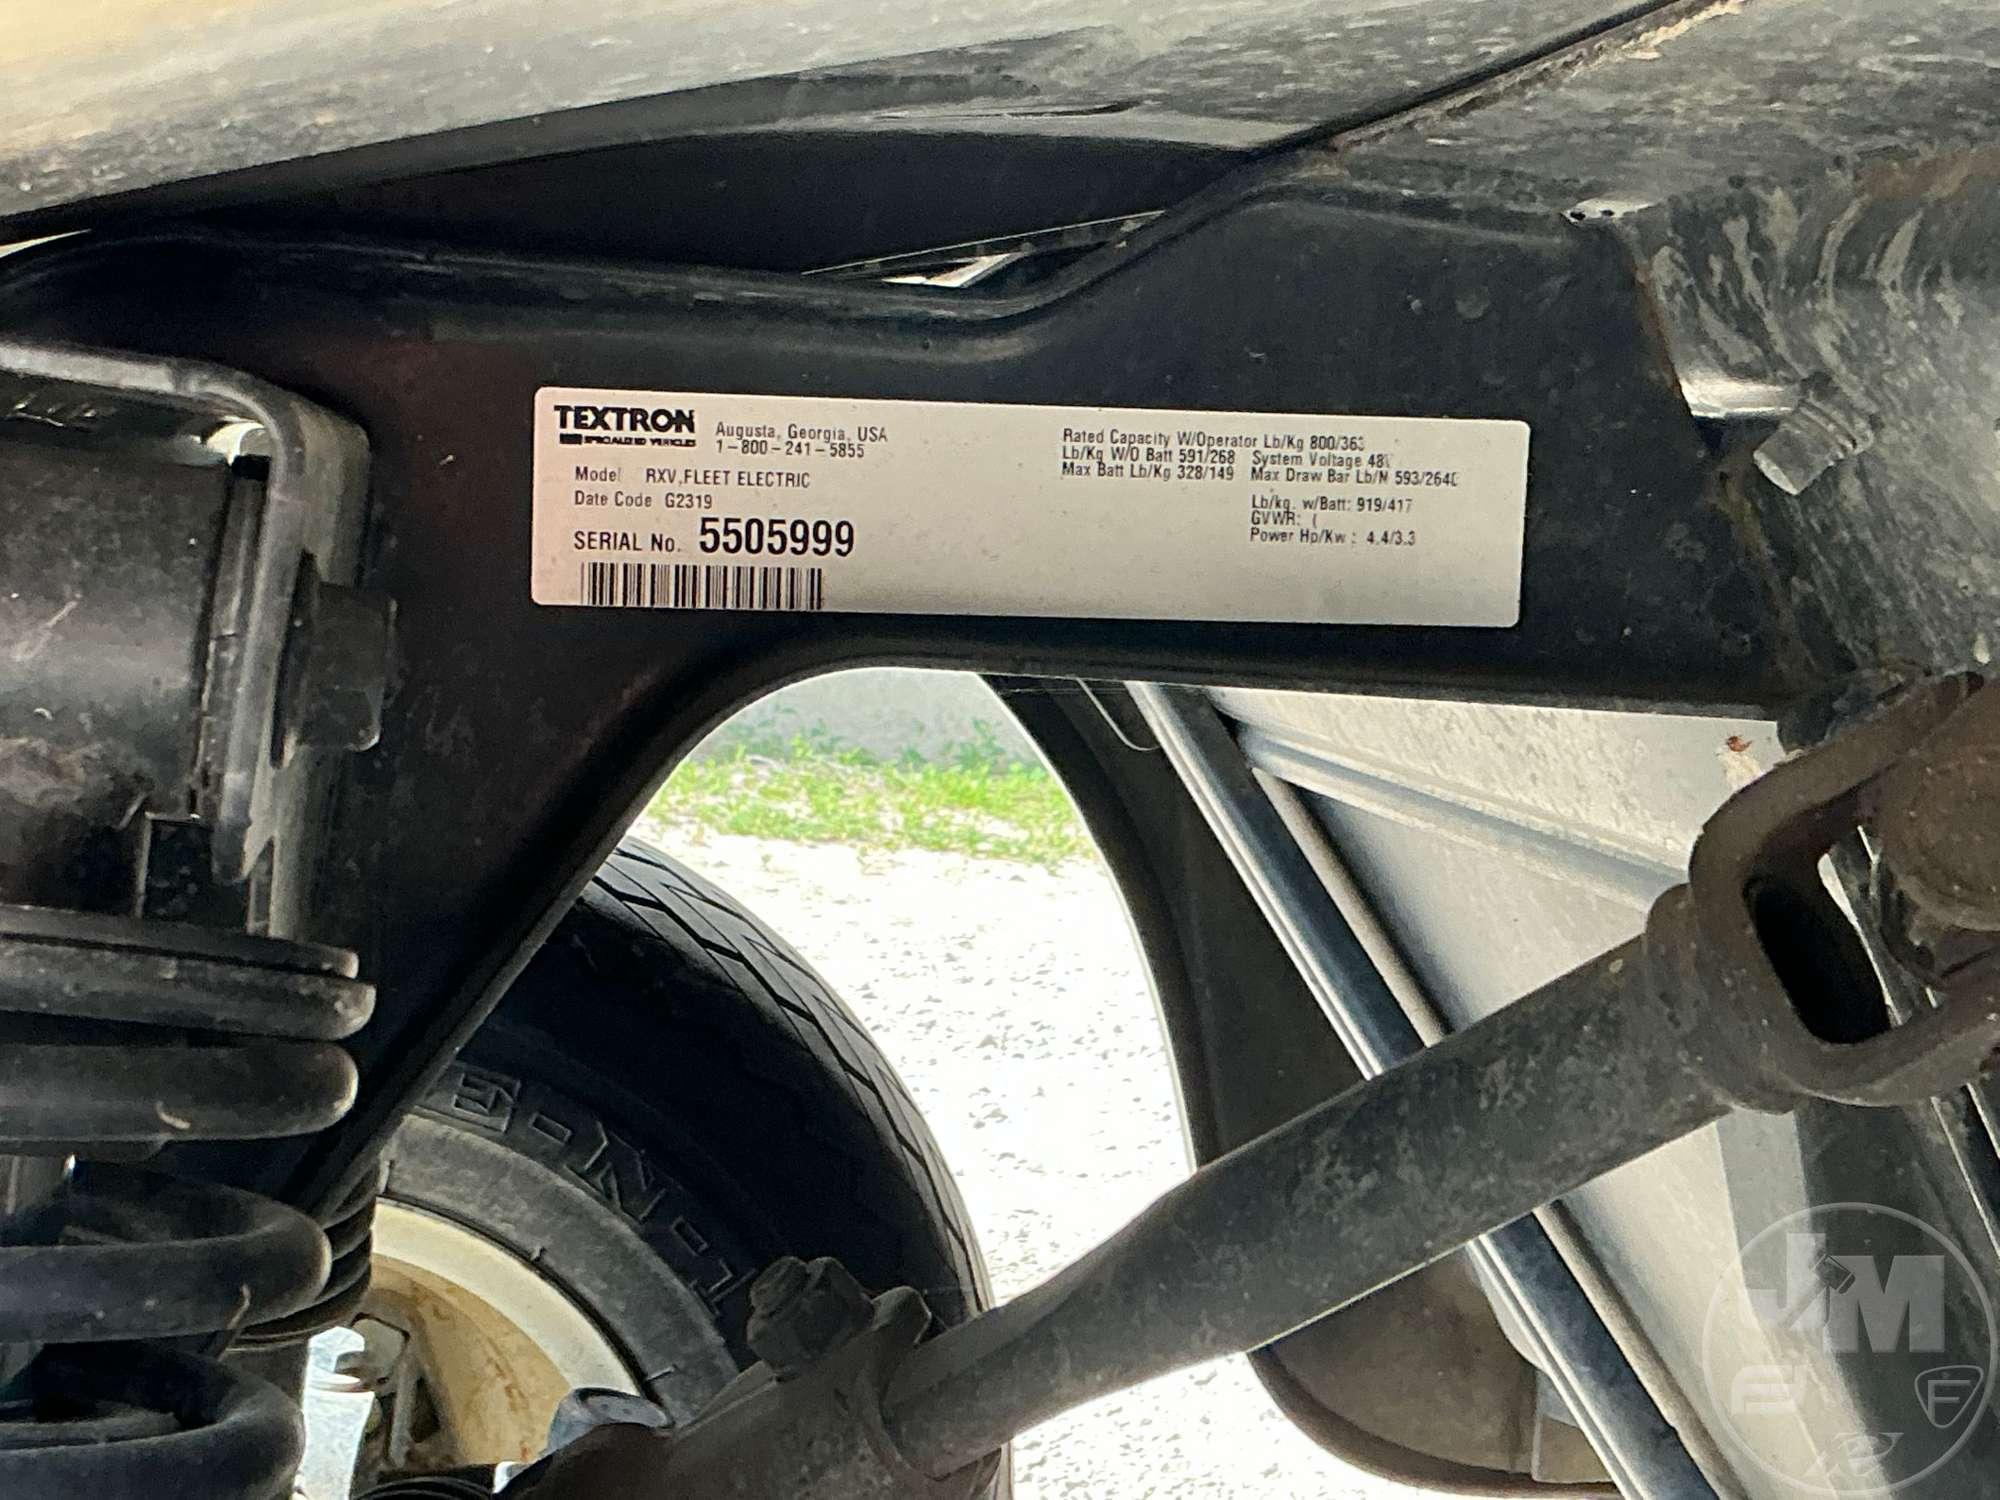 TEXTRON
SPECIALIZED VEHICLES
Augusta, Georgia, USA
1-800-241-5855
Model RXV,FLEET ELECTRIC
Date Code G2319
SERIAL No. 5505999
Rated Capacity W/Operator Lb/Kg 800/363
Lb/Kg W/O Batt 591/268 System Voltage 48V
Max Batt Lb/Kg 328/149 Max Draw Bar Lb/N 593/2640
Lb/kg. w/Batt: 919/417
GVWR: (
Power Hp/Kw : 4.4/3.3
E-N-1
JM
F